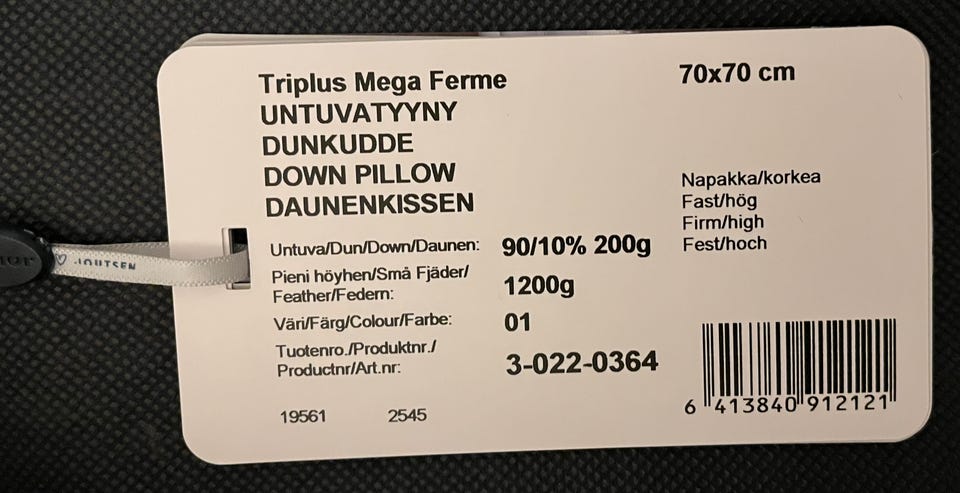 Triplus Mega Ferme
UNTUVATYYNY
DUNKUDDE
DOWN PILLOW
DAUNENKISSEN
70x70 cm
Napakka/korkea
Fast/hög
Firm/high
Fest/hoch
Untuva/Dun/Down/Daunen: 90/10% 200g
Pieni höyhen/Små Fjäder/
Feather/Federn: 1200g
Väri/Färg/Colour/Farbe: 01
Tuotenro./Produktnr./
Productnr/Art.nr: 3-022-0364
19561 2545
6 413840 912121
JOUTSEN